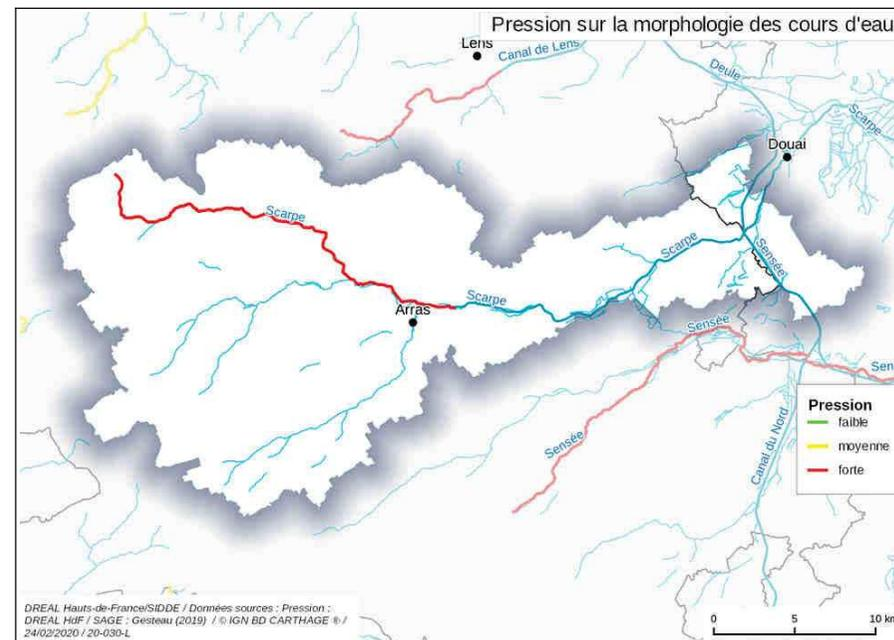 Pression sur la morphologie des cours d'eau
Lens
Canal de Lens
Deule
Scarpe
Douai
Scarpe
Scarpe
Sensée
Scarpe
Arras
Sensée
Sen
Sensée
Canal du Nord
Pression
faible
moyenne
forte
DREAL Hauts-de-France/SIDDE / Données sources : Pression :
DREAL HdF / SAGE : Gesteau (2019) / © IGN BD CARTHAGE ® /
24/02/2020 / 20-030-L
0 5 10 km